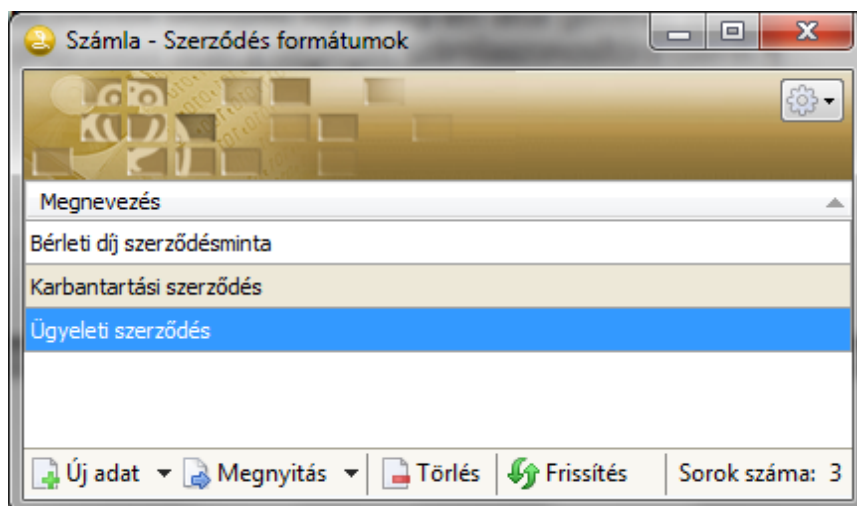 Számla - Szerződés formátumok
Megnevezés
Bérleti díj szerződésminta
Karbantartási szerződés
Ügyeleti szerződés
Új adat Megnyitás Törlés Frissítés Sorok száma: 3